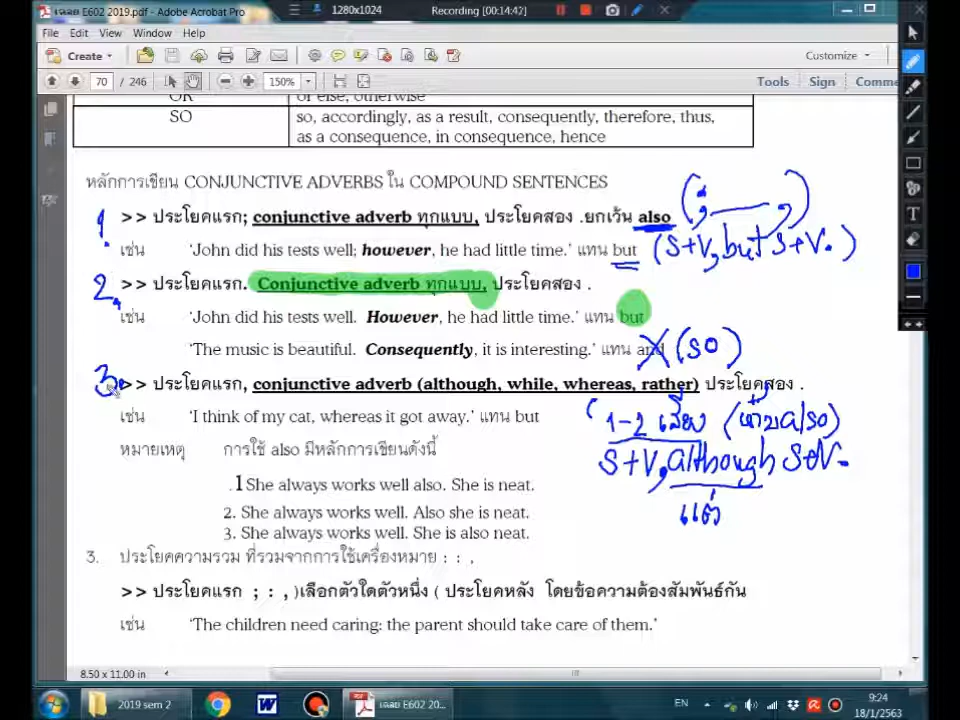 เฉลย E602 2019.pdf - Adobe Acrobat Pro
1280x1024
Recording [00:14:42]
File Edit View Window Help
Create
Customize
70 / 246
150%
Tools Sign Comme
OR or else, otherwise
SO so, accordingly, as a result, consequently, therefore, thus,
as a consequence, in consequence, hence
หลักการเขียน CONJUNCTIVE ADVERBS ใน COMPOUND SENTENCES
1. >> ประโยคแรก; conjunctive adverb ทุกแบบ, ประโยคสอง .ยกเว้น also ( ; , )
เช่น 'John did his tests well; however, he had little time.' แทน but (S+V, but S+V.)
2. >> ประโยคแรก. Conjunctive adverb ทุกแบบ, ประโยคสอง .
เช่น 'John did his tests well. However, he had little time.' แทน but
'The music is beautiful. Consequently, it is interesting.' แทน and (so)
3. >> ประโยคแรก, conjunctive adverb (although, while, whereas, rather) ประโยคสอง .
เช่น 'I think of my cat, whereas it got away.' แทน but
(1-2 เสียง (ห้ามalso)
หมายเหตุ การใช้ also มีหลักการเขียนดังนี้
S+V, although S+V.
.1 She always works well also. She is neat.
แต่
2. She always works well. Also she is neat.
3. She always works well. She is also neat.
3. ประโยคความรวม ที่รวมจากการใช้เครื่องหมาย : : ,
>> ประโยคแรก ; : , )เลือกตัวใดตัวหนึ่ง ( ประโยคหลัง โดยข้อความต้องสัมพันธ์กัน
เช่น 'The children need caring: the parent should take care of them.'
8.50 x 11.00 in
2019 sem 2
เฉลย E602 20...
EN
9:24
18/1/2563